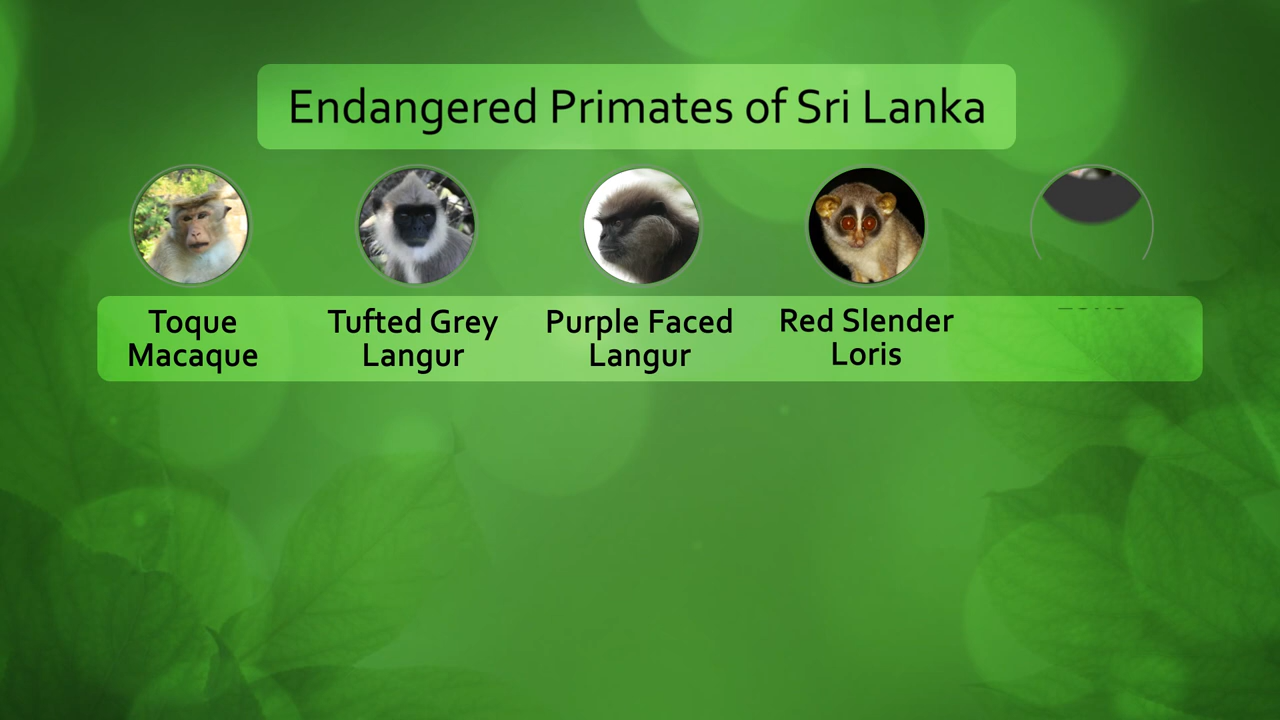 Endangered Primates of Sri Lanka
Toque
Macaque
Tufted Grey
Langur
Purple Faced
Langur
Red Slender
Loris